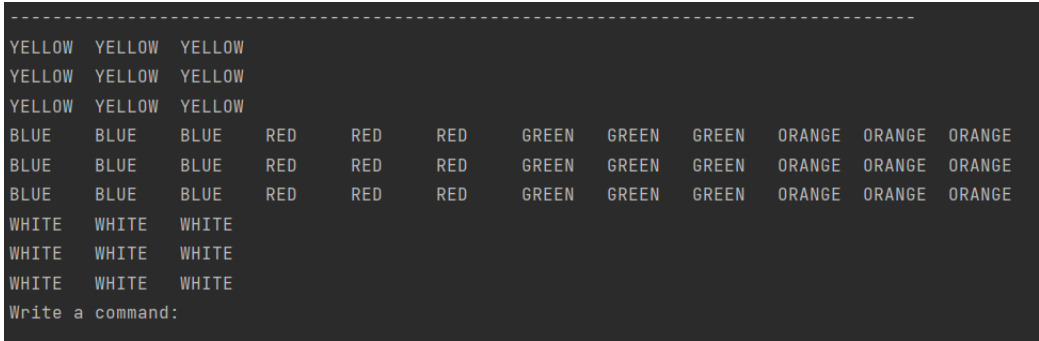 -------------------------------------------------------------------------------------
YELLOW  YELLOW  YELLOW
YELLOW  YELLOW  YELLOW
YELLOW  YELLOW  YELLOW
BLUE    BLUE    BLUE    RED     RED     RED     GREEN   GREEN   GREEN   ORANGE  ORANGE  ORANGE
BLUE    BLUE    BLUE    RED     RED     RED     GREEN   GREEN   GREEN   ORANGE  ORANGE  ORANGE
BLUE    BLUE    BLUE    RED     RED     RED     GREEN   GREEN   GREEN   ORANGE  ORANGE  ORANGE
WHITE   WHITE   WHITE
WHITE   WHITE   WHITE
WHITE   WHITE   WHITE
Write a command: